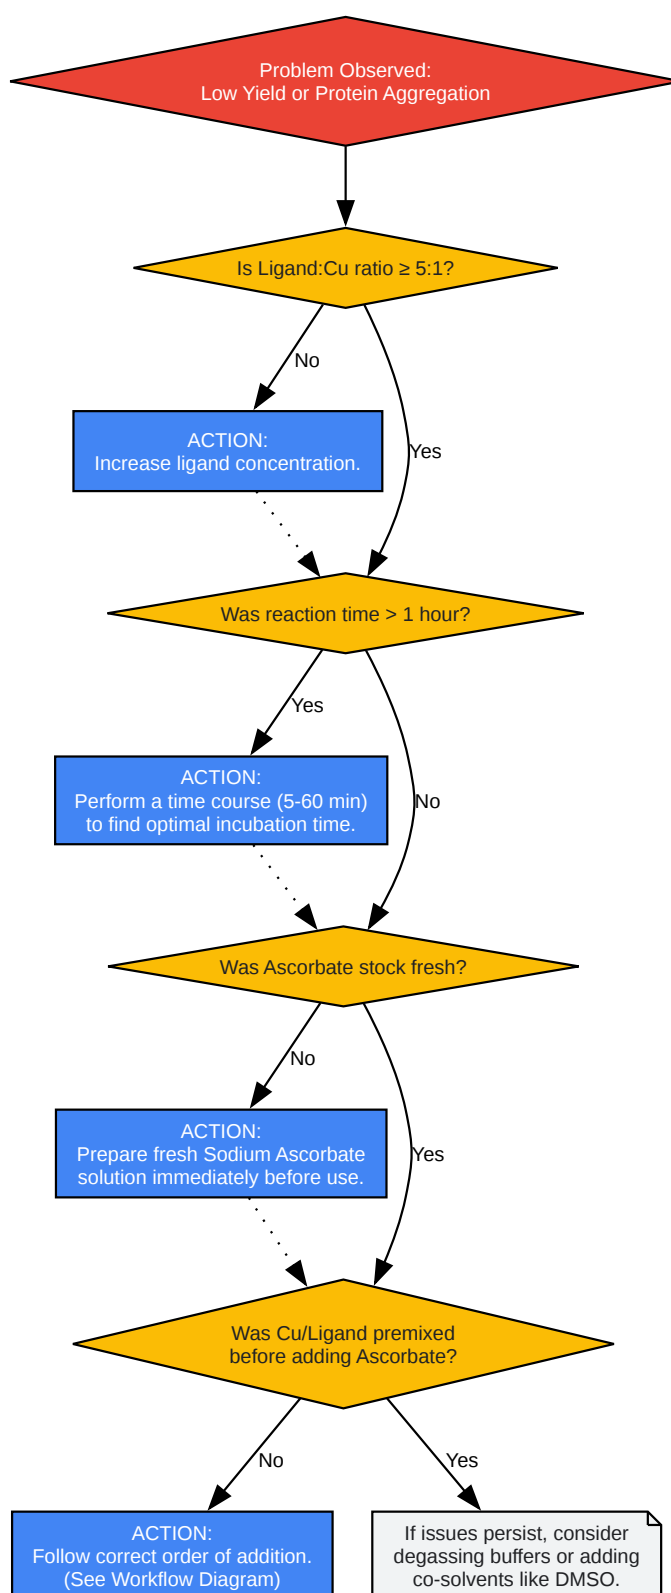 Problem Observed:
Low Yield or Protein Aggregation
Is Ligand:Cu ratio ≥ 5:1?
No
ACTION:
Increase ligand concentration.
Yes
Was reaction time > 1 hour?
Yes
ACTION:
Perform a time course (5-60 min)
to find optimal incubation time.
No
Was Ascorbate stock fresh?
No
ACTION:
Prepare fresh Sodium Ascorbate
solution immediately before use.
Yes
Was Cu/Ligand premixed
before adding Ascorbate?
No
Yes
ACTION:
Follow correct order of addition.
(See Workflow Diagram)
If issues persist, consider
degassing buffers or adding
co-solvents like DMSO.